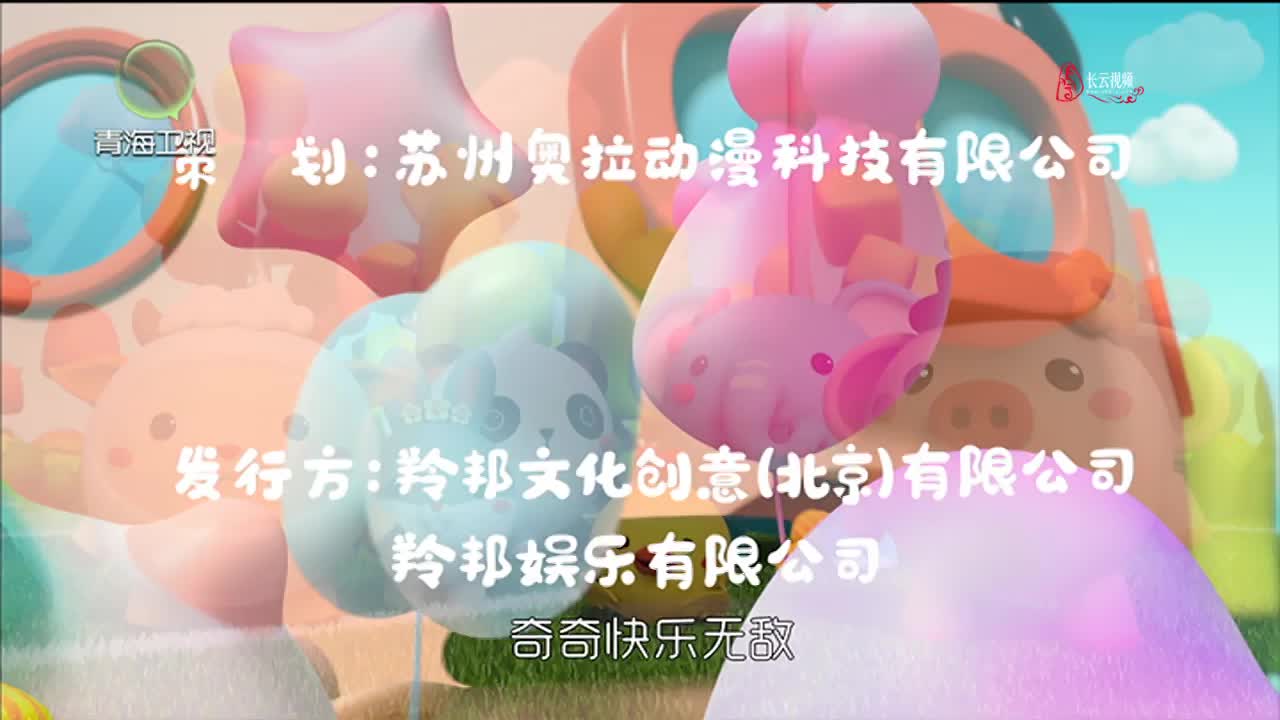 青海卫视
长云视频
策 划:苏州奥拉动漫科技有限公司
发行方:羚邦文化创意(北京)有限公司
羚邦娱乐有限公司
奇奇快乐无敌